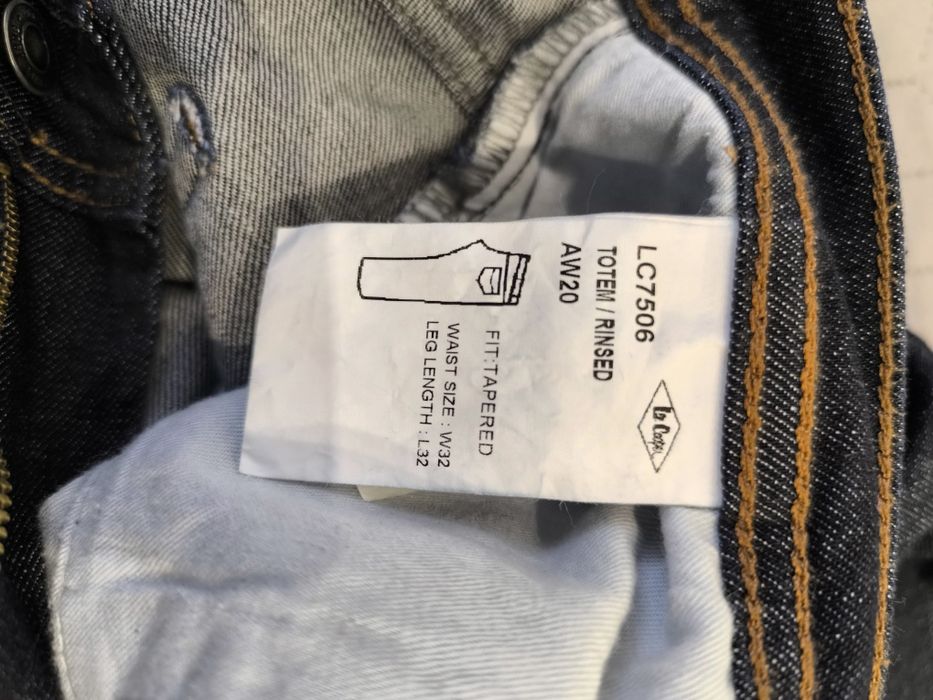 LC7506
TOTEM / RINSED
AW20
Lee Cooper
FIT:TAPERED
WAIST SIZE : W32
LEG LENGTH : L32